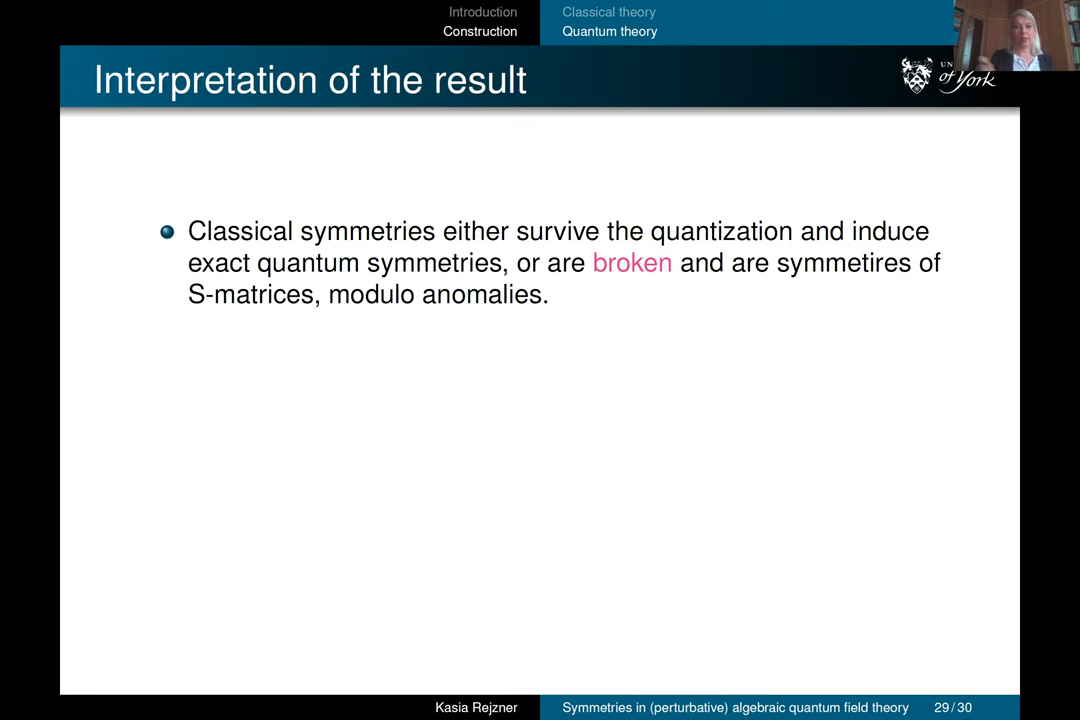 Introduction
Construction
Classical theory
Quantum theory
Interpretation of the result
UN
of York
Classical symmetries either survive the quantization and induce
exact quantum symmetries, or are broken and are symmetires of
S-matrices, modulo anomalies.
Kasia Rejzner
Symmetries in (perturbative) algebraic quantum field theory
29/30